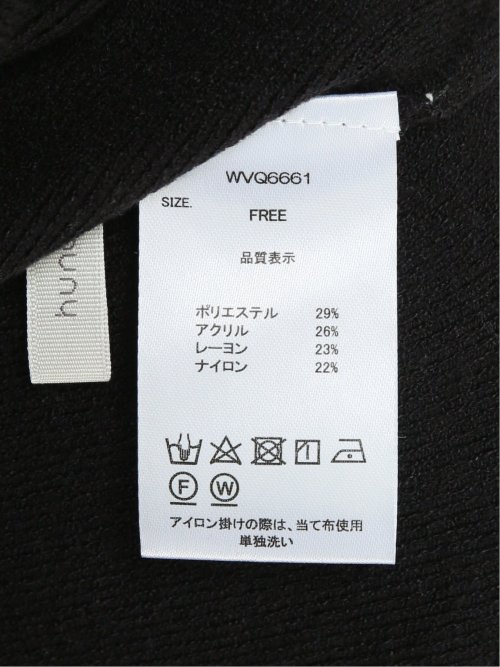 WVQ6661
SIZE.
FREE
品質表示
ポリエステル 29%
アクリル 26%
レーヨン 23%
ナイロン 22%
F W
アイロン掛けの際は、当て布使用
単独洗い